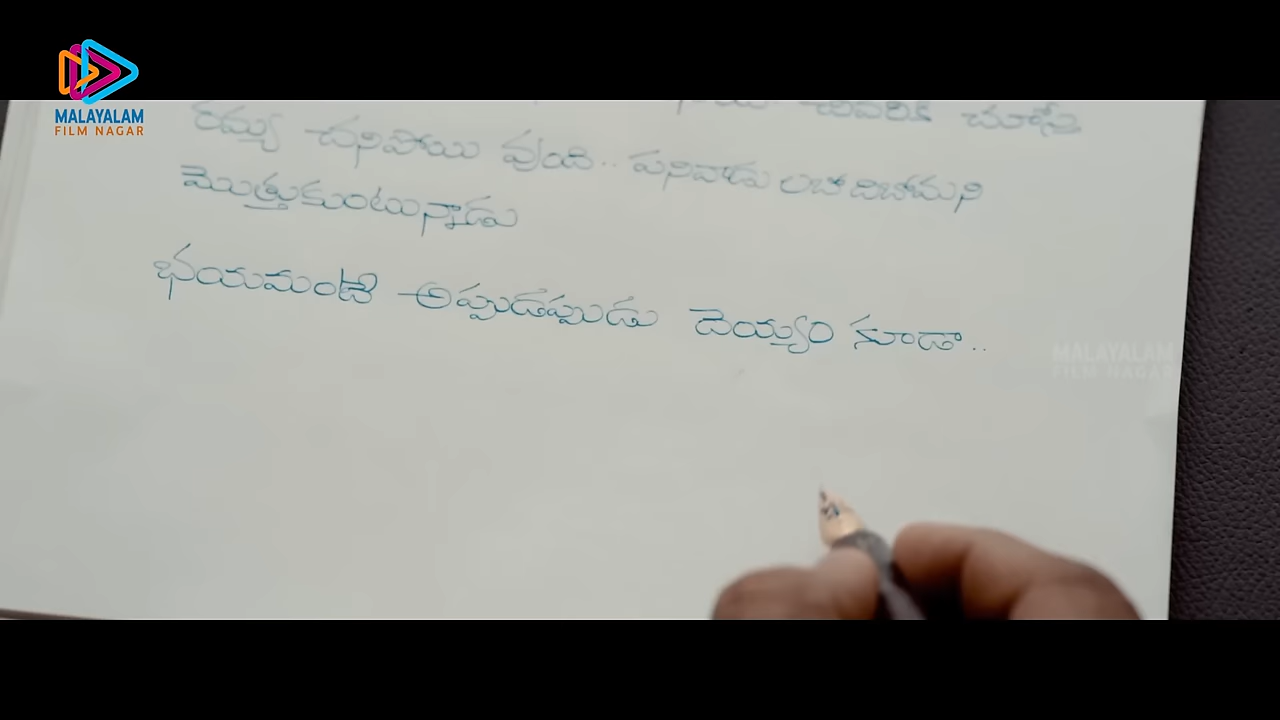 MALAYALAM
FILM NAGAR
చివరికి చూస్తే
రమ్య చనిపోయి వుంది.. పనివాడు లబోదిబోమని
మొత్తుకుంటున్నాడు
భయమంటే అప్పుడప్పుడు దెయ్యం కూడా..
MALAYALAM
FILM NAGAR